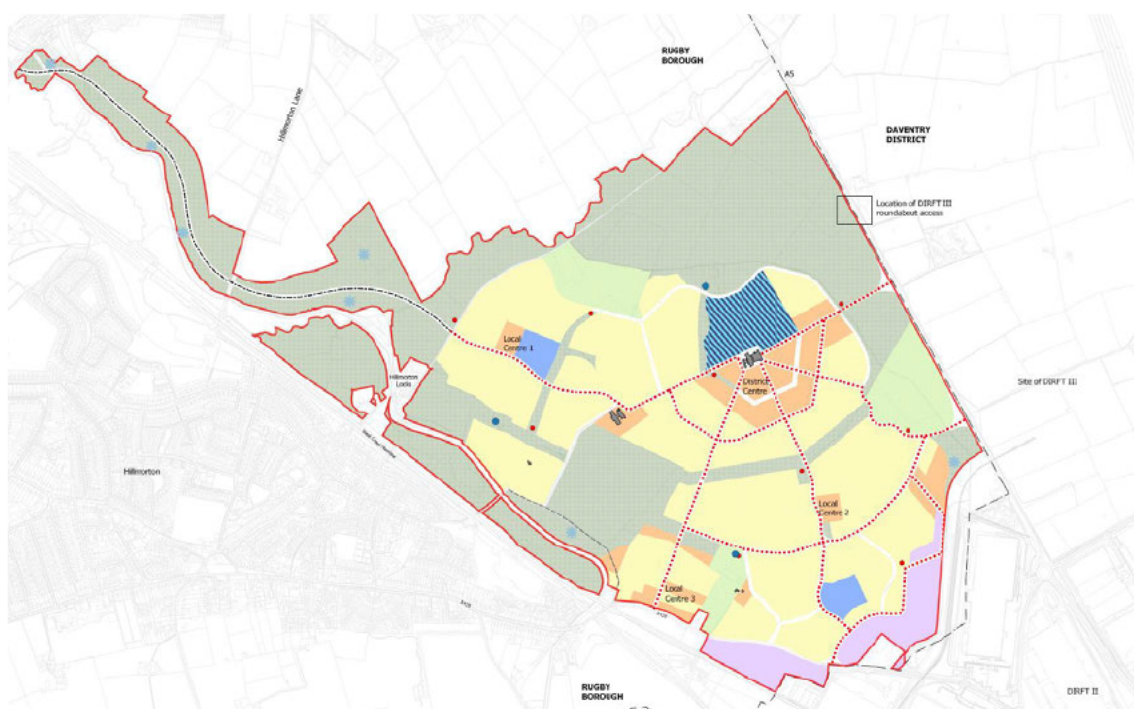 RUGBY
BOROUGH
A5
DAVENTRY
DISTRICT
Hillmorton Lane
Location of DIRFT III
roundabout access
Local
Centre 1
Hillmorton
Locks
District
Centre
Site of DIRFT III
Hillmorton
Local
Centre 2
Local
Centre 3
RUGBY
BOROUGH
DIRFT II